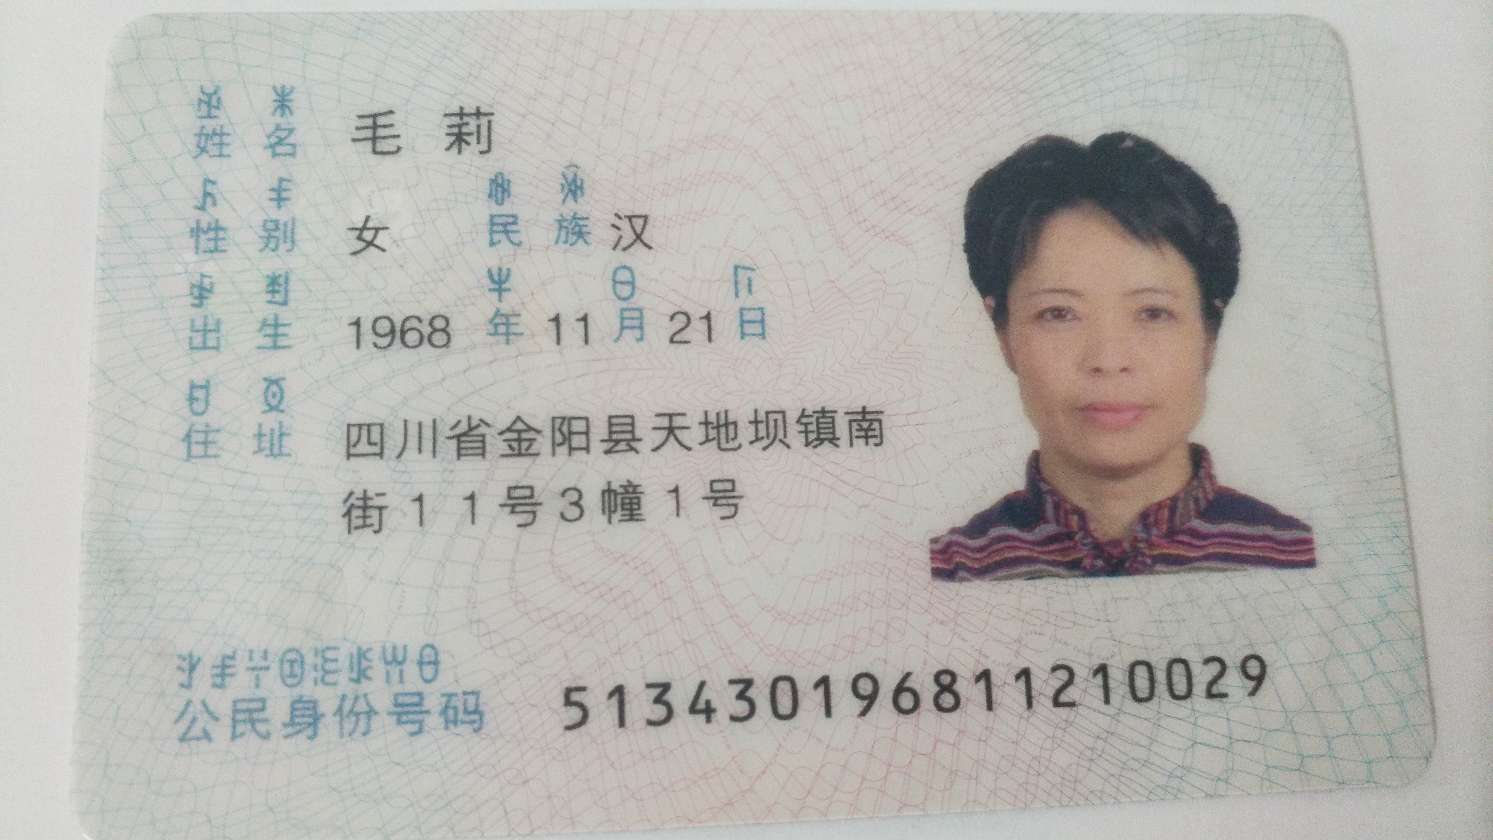 姓名 毛莉
性别 女 民族 汉
出生 1968 年 11 月 21 日
住址 四川省金阳县天地坝镇南
街11号3幢1号
公民身份号码 513430196811210029